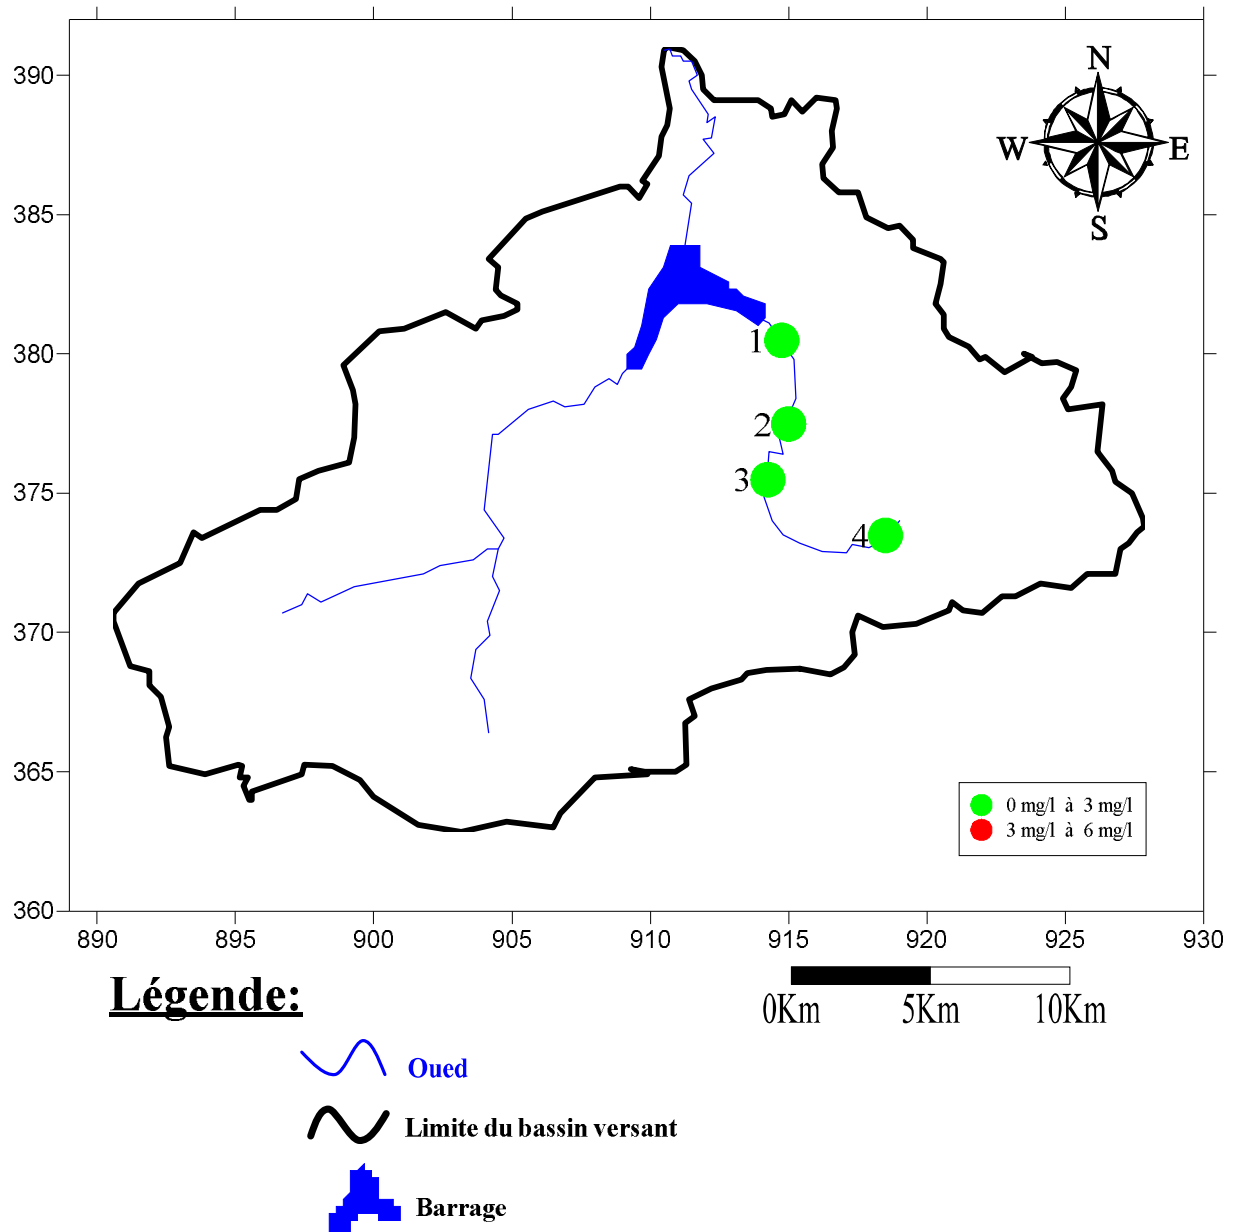 N
W E
S
390
385
380
375
370
365
360
1
2
3
4
0 mg/l à 3 mg/l
3 mg/l à 6 mg/l
890 895 900 905 910 915 920 925 930
0Km 5Km 10Km
Légende:
Oued
Limite du bassin versant
Barrage